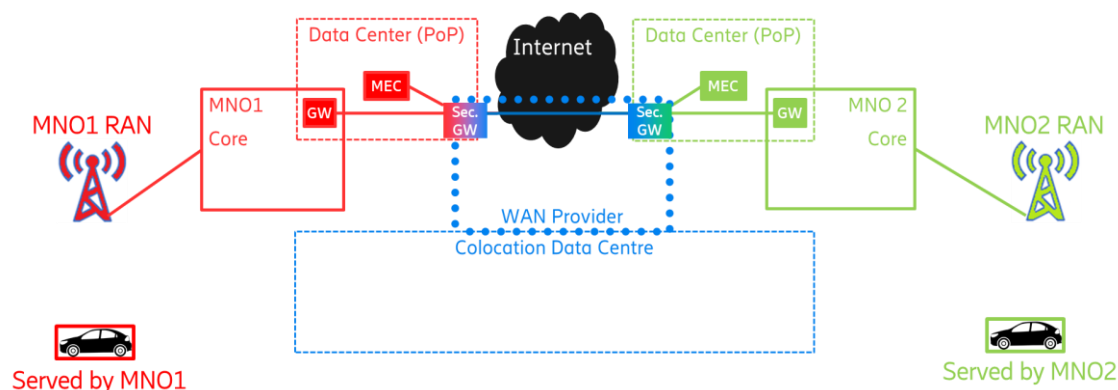 Data Center (PoP)
Internet
Data Center (PoP)
MEC
MEC
MNO1
Core
GW
Sec.
GW
Sec.
GW
GW
MNO 2
Core
MNO1 RAN
MNO2 RAN
WAN Provider
Colocation Data Centre
Served by MNO1
Served by MNO2